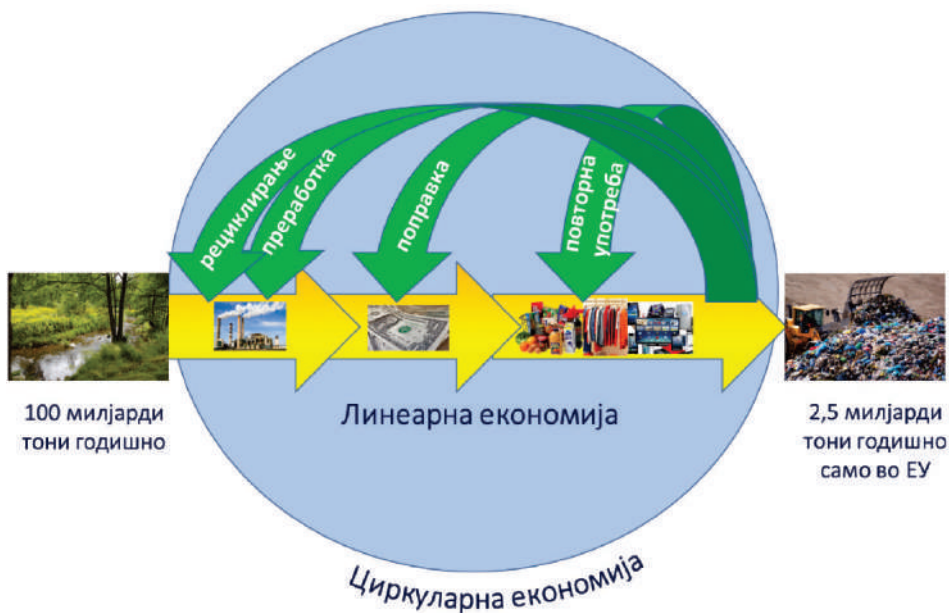 рециклирање
преработка
поправка
повторна
употреба
100 милјарди
тони годишно
Линеарна економија
2,5 милјарди
тони годишно
само во ЕУ
Циркуларна економија